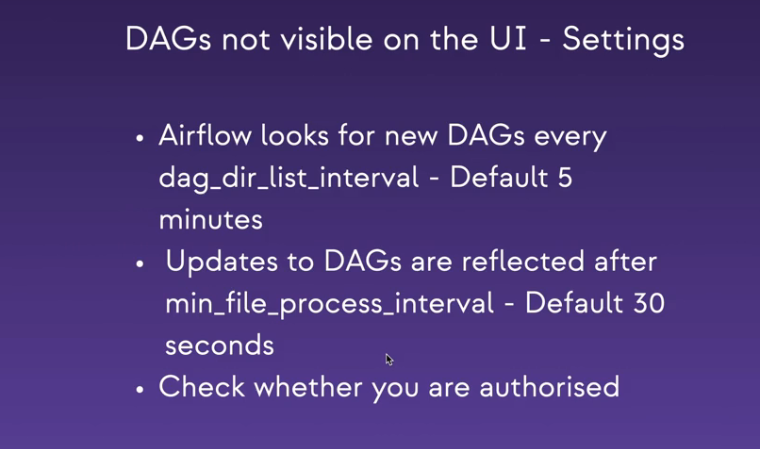 DAGs not visible on the UI - Settings
• Airflow looks for new DAGs every
dag_dir_list_interval - Default 5
minutes
• Updates to DAGs are reflected after
min_file_process_interval - Default 30
seconds
• Check whether you are authorised